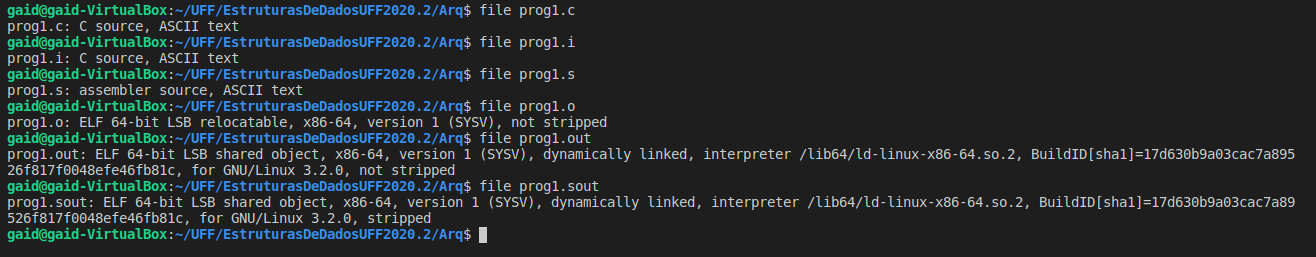 gaid@gaid-VirtualBox:~/UFF/EstruturasDeDadosUFF2020.2/Arq$ file prog1.c
prog1.c: C source, ASCII text
gaid@gaid-VirtualBox:~/UFF/EstruturasDeDadosUFF2020.2/Arq$ file prog1.i
prog1.i: C source, ASCII text
gaid@gaid-VirtualBox:~/UFF/EstruturasDeDadosUFF2020.2/Arq$ file prog1.s
prog1.s: assembler source, ASCII text
gaid@gaid-VirtualBox:~/UFF/EstruturasDeDadosUFF2020.2/Arq$ file prog1.o
prog1.o: ELF 64-bit LSB relocatable, x86-64, version 1 (SYSV), not stripped
gaid@gaid-VirtualBox:~/UFF/EstruturasDeDadosUFF2020.2/Arq$ file prog1.out
prog1.out: ELF 64-bit LSB shared object, x86-64, version 1 (SYSV), dynamically linked, interpreter /lib64/ld-linux-x86-64.so.2, BuildID[sha1]=17d630b9a03cac7a895
26f817f0048efe46fb81c, for GNU/Linux 3.2.0, not stripped
gaid@gaid-VirtualBox:~/UFF/EstruturasDeDadosUFF2020.2/Arq$ file prog1.sout
prog1.sout: ELF 64-bit LSB shared object, x86-64, version 1 (SYSV), dynamically linked, interpreter /lib64/ld-linux-x86-64.so.2, BuildID[sha1]=17d630b9a03cac7a89
526f817f0048efe46fb81c, for GNU/Linux 3.2.0, stripped
gaid@gaid-VirtualBox:~/UFF/EstruturasDeDadosUFF2020.2/Arq$